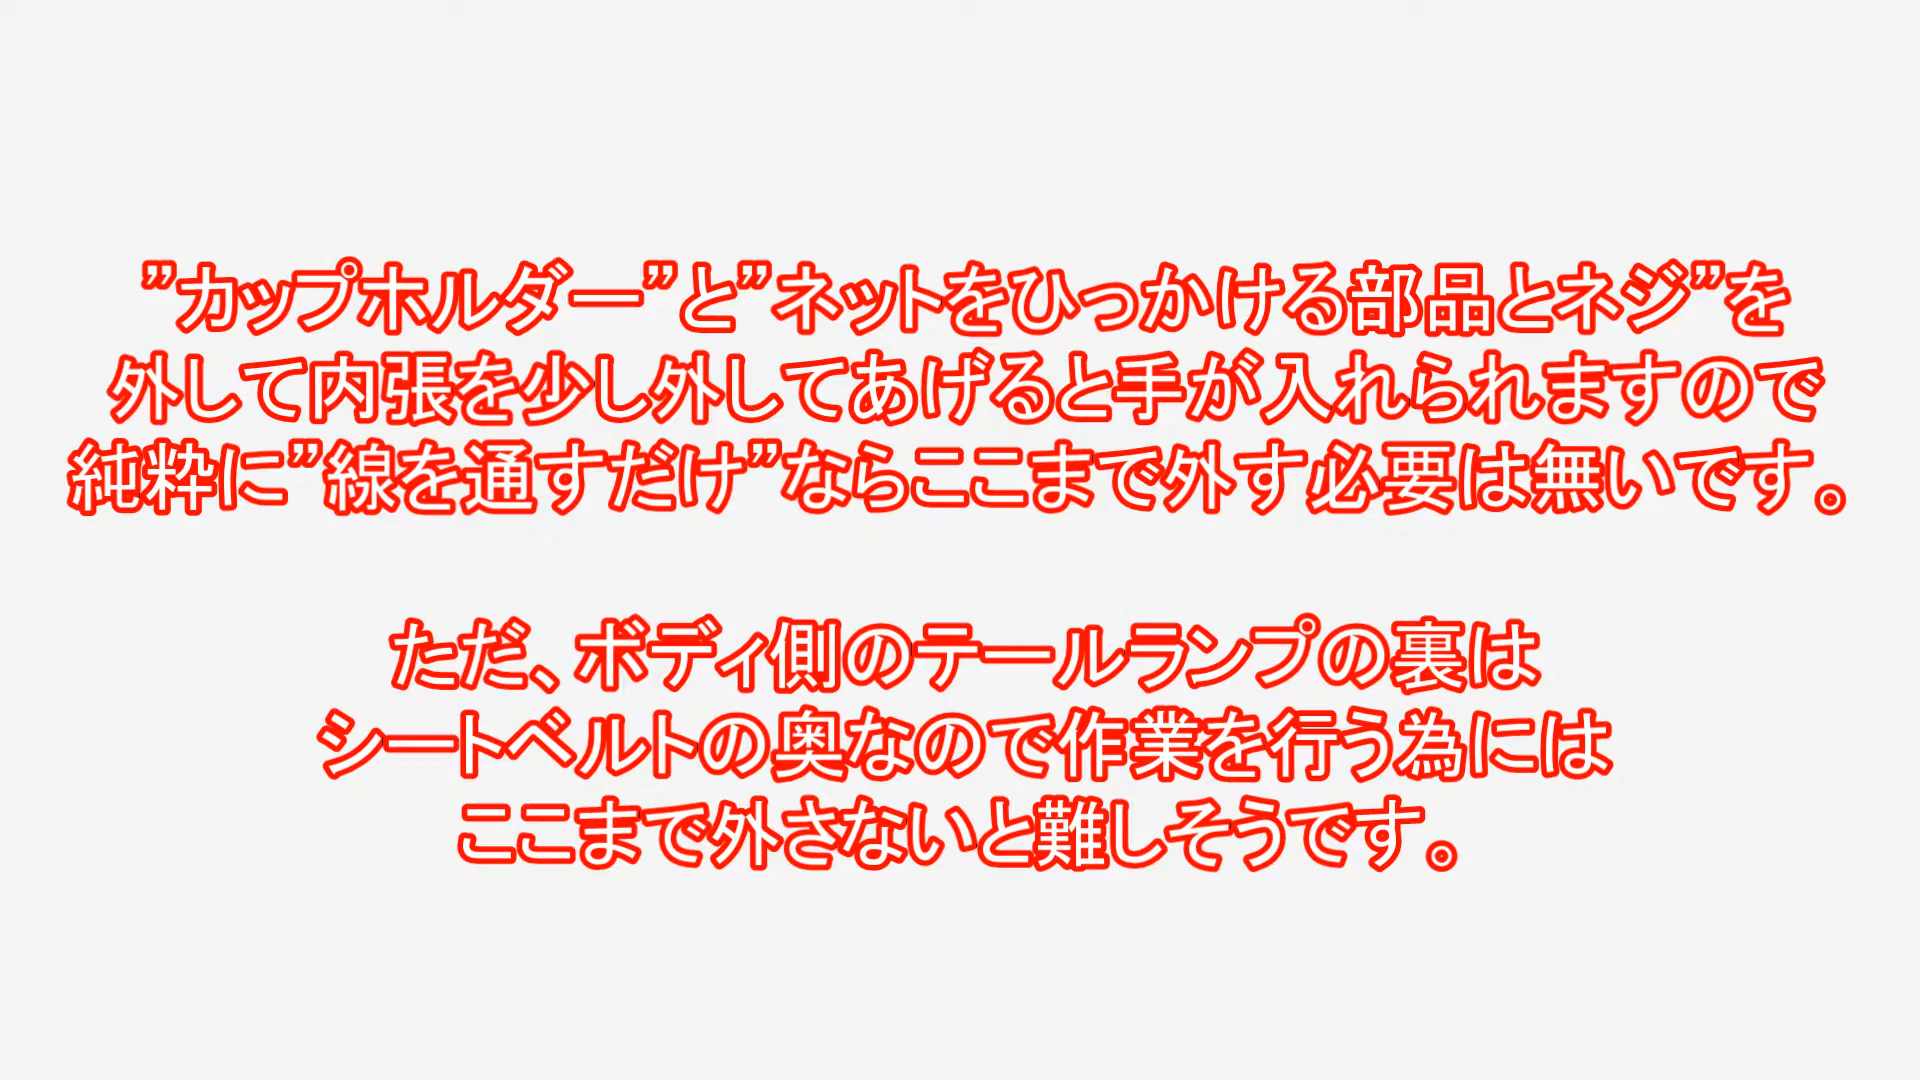 ”カップホルダー”と”ネットをひっかける部品とネジ”を
外して内張を少し外してあげると手が入れられますので
純粋に”線を通すだけ”ならここまで外す必要は無いです。
ただ、ボディ側のテールランプの裏は
シートベルトの奥なので作業を行う為には
ここまで外さないと難しそうです。